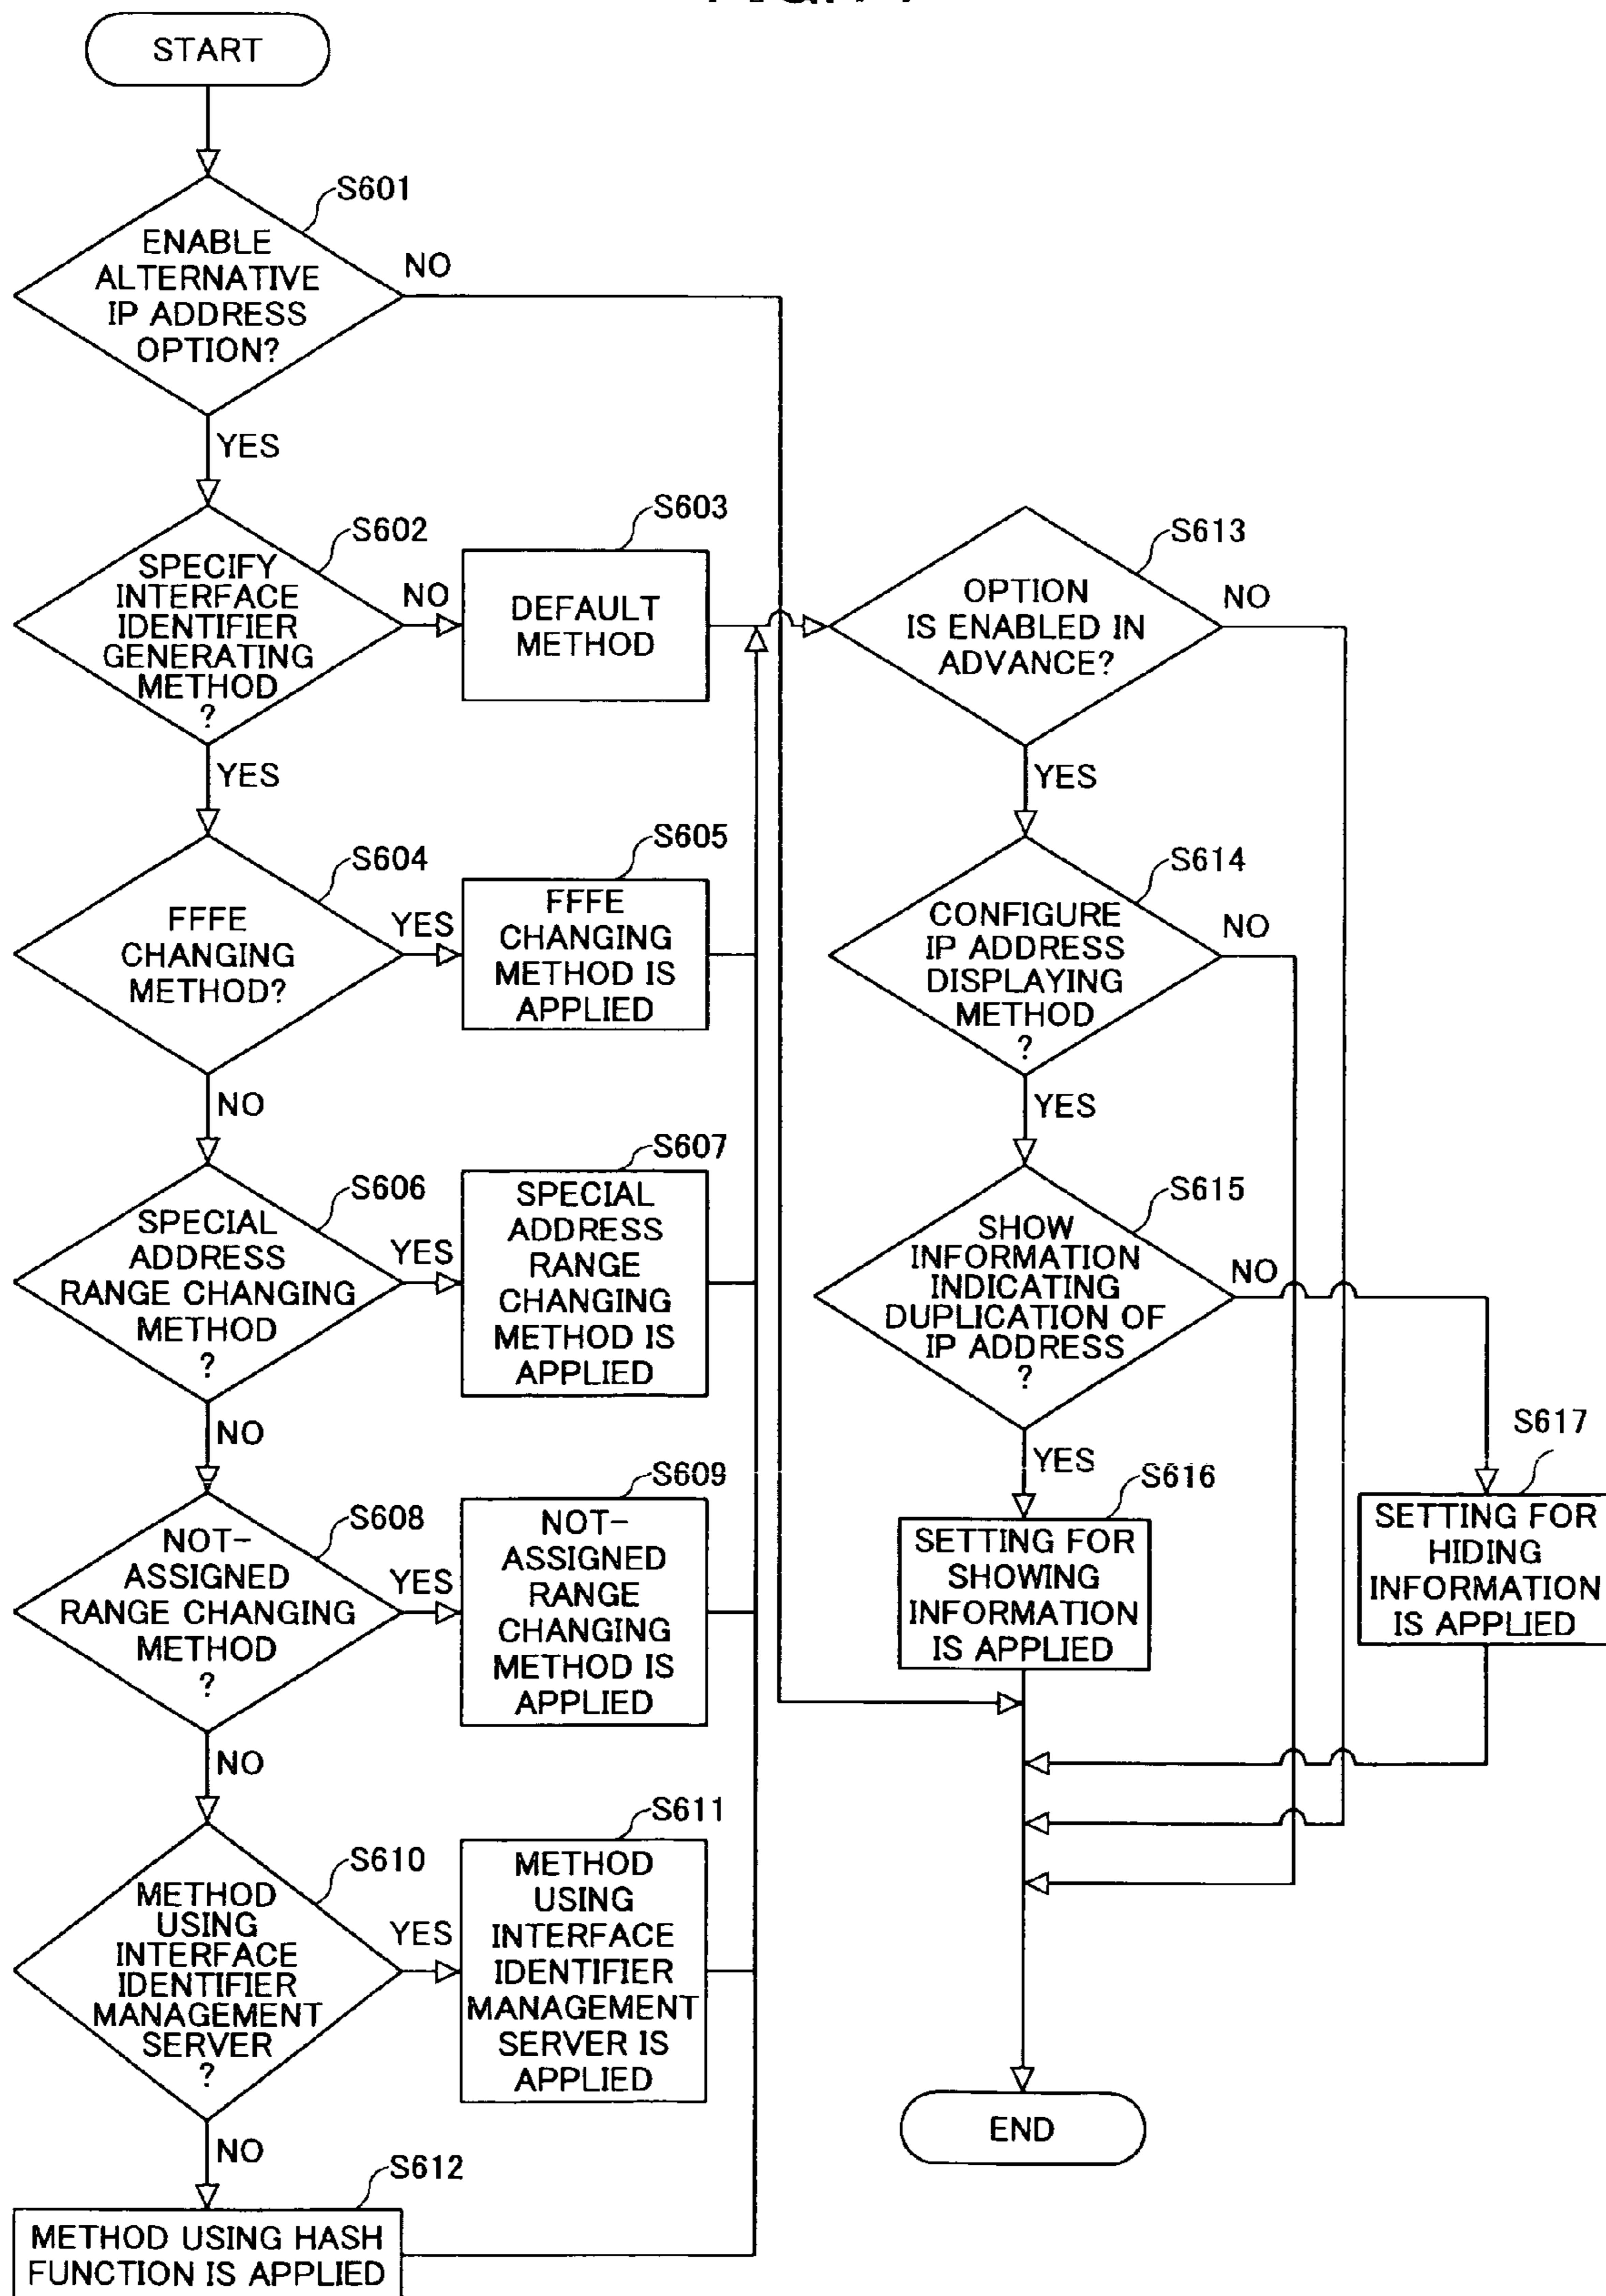 START
S601
ENABLE
ALTERNATIVE
IP ADDRESS
OPTION?
NO
YES
S602
SPECIFY
INTERFACE
IDENTIFIER
GENERATING
METHOD
?
NO
S603
DEFAULT
METHOD
YES
S604
FFFE
CHANGING
METHOD?
YES
S605
FFFE
CHANGING
METHOD IS
APPLIED
NO
S606
SPECIAL
ADDRESS
RANGE CHANGING
METHOD
?
YES
S607
SPECIAL
ADDRESS
RANGE
CHANGING
METHOD IS
APPLIED
NO
S608
NOT-
ASSIGNED
RANGE CHANGING
METHOD
?
YES
S609
NOT-
ASSIGNED
RANGE
CHANGING
METHOD IS
APPLIED
NO
S610
METHOD
USING
INTERFACE
IDENTIFIER
MANAGEMENT
SERVER
?
YES
S611
METHOD
USING
INTERFACE
IDENTIFIER
MANAGEMENT
SERVER IS
APPLIED
NO
S612
METHOD USING HASH
FUNCTION IS APPLIED
S613
OPTION
IS ENABLED IN
ADVANCE?
NO
YES
S614
CONFIGURE
IP ADDRESS
DISPLAYING
METHOD
?
NO
YES
S615
SHOW
INFORMATION
INDICATING
DUPLICATION OF
IP ADDRESS
?
NO
YES
S616
SETTING FOR
SHOWING
INFORMATION
IS APPLIED
S617
SETTING FOR
HIDING
INFORMATION
IS APPLIED
END